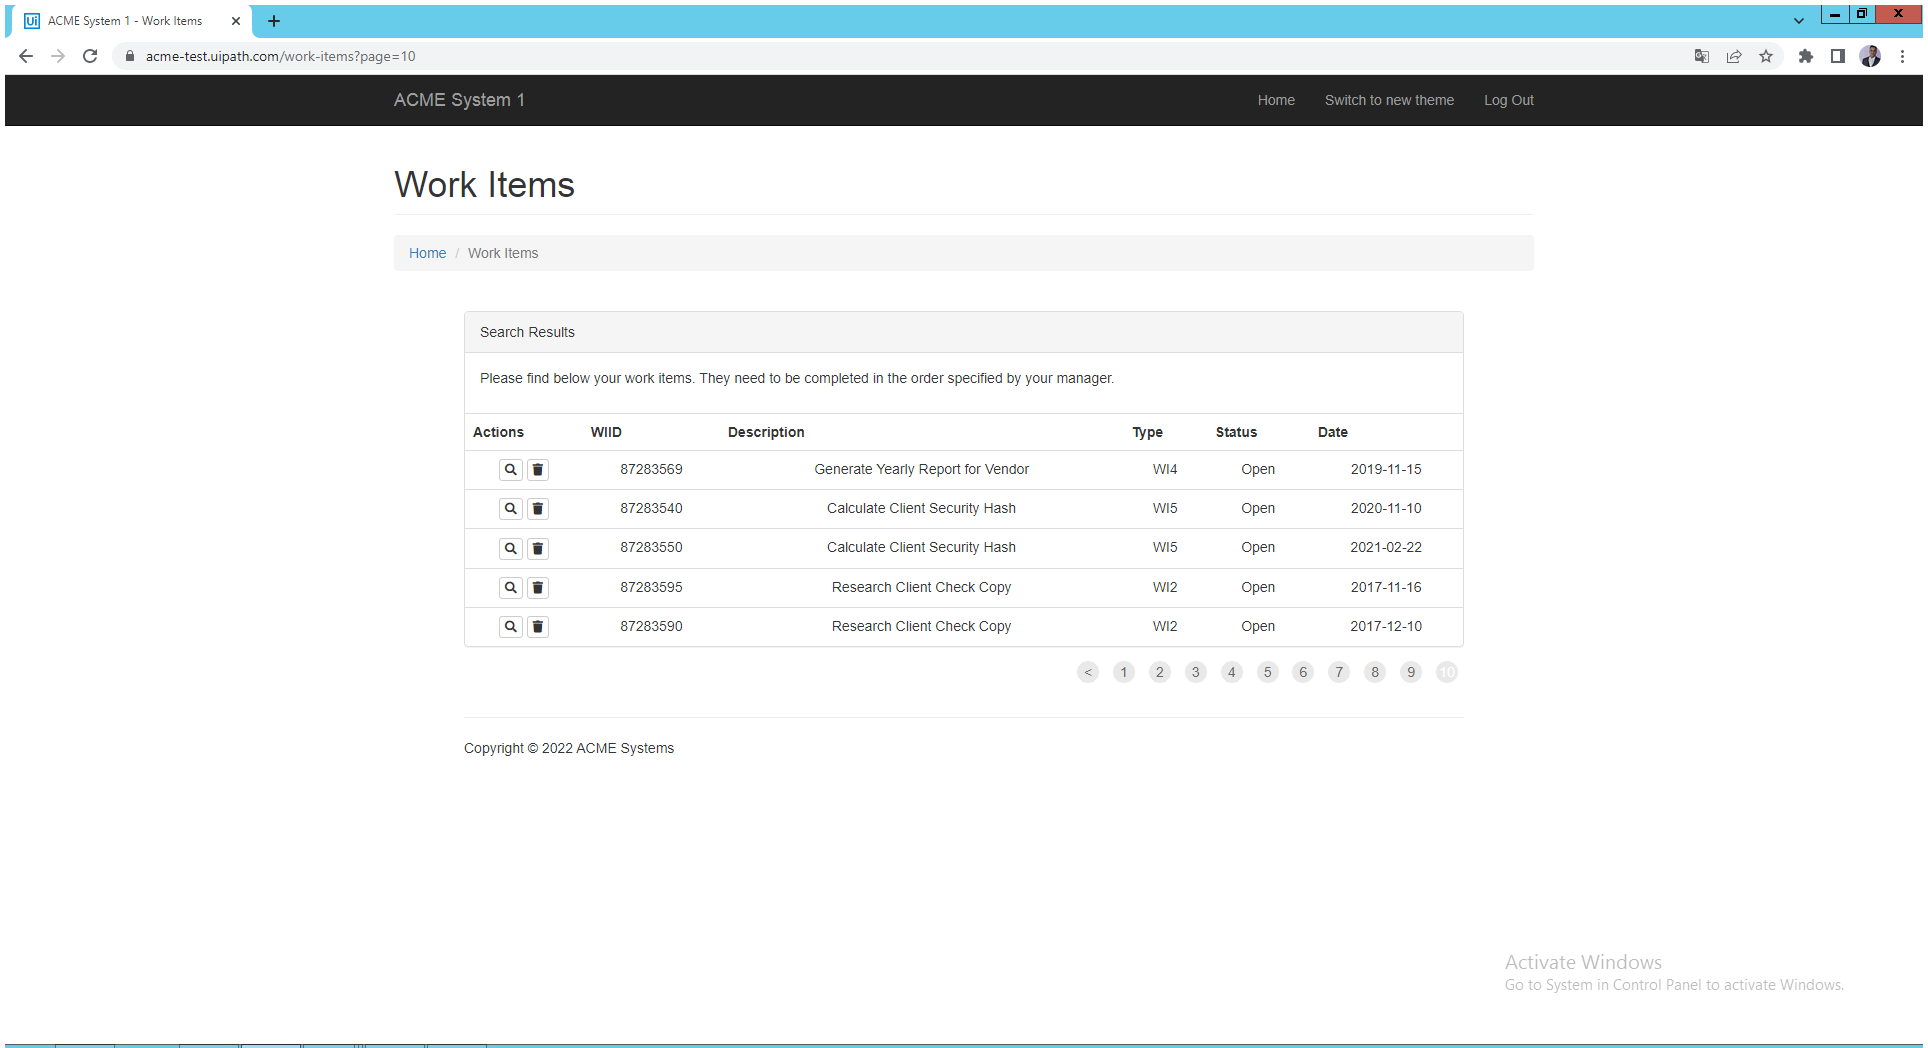 ACME System 1 - Work Items
acme-test.uipath.com/work-items?page=10
ACME System 1 Home Switch to new theme Log Out
Work Items
Home / Work Items
Search Results
Please find below your work items. They need to be completed in the order specified by your manager.
Actions WIID Description Type Status Date
87283569 Generate Yearly Report for Vendor WI4 Open 2019-11-15
87283540 Calculate Client Security Hash WI5 Open 2020-11-10
87283550 Calculate Client Security Hash WI5 Open 2021-02-22
87283595 Research Client Check Copy WI2 Open 2017-11-16
87283590 Research Client Check Copy WI2 Open 2017-12-10
< 1 2 3 4 5 6 7 8 9 10
Copyright © 2022 ACME Systems
Activate Windows
Go to System in Control Panel to activate Windows.